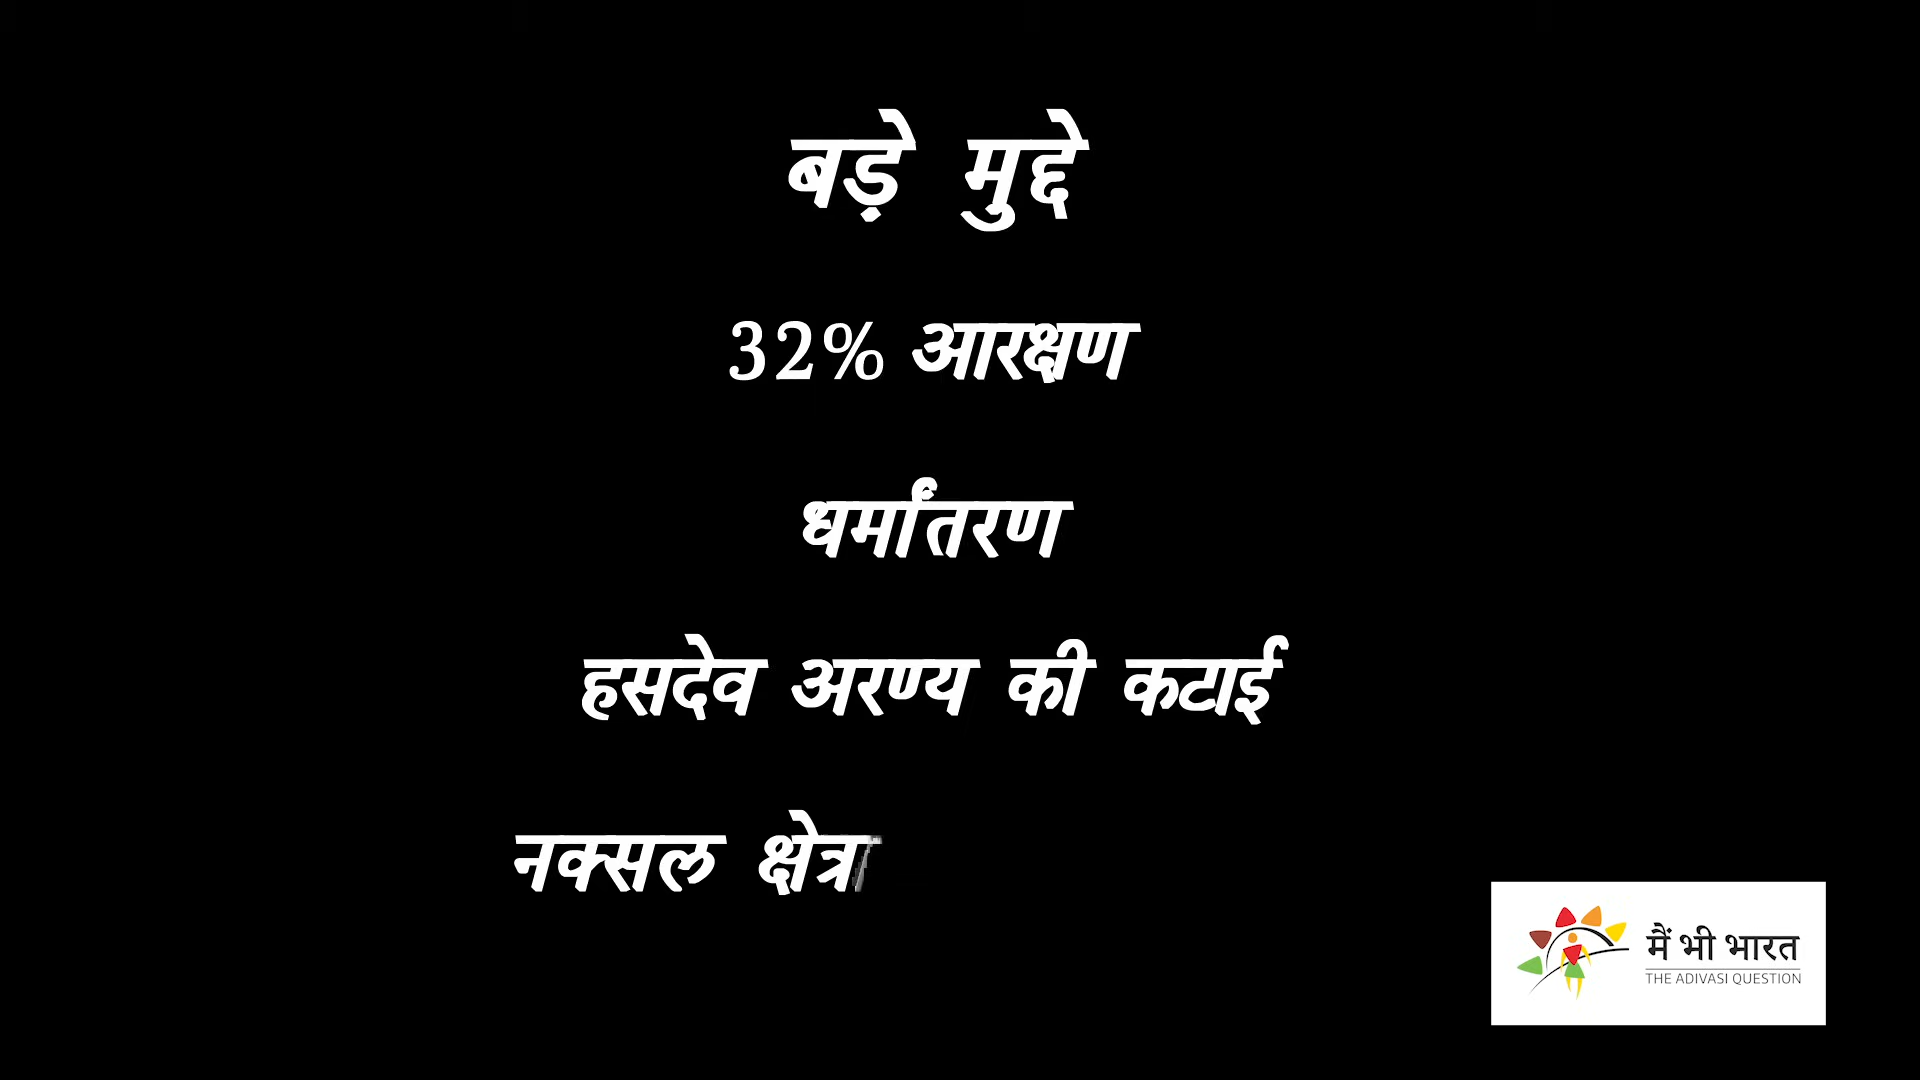 बड़े मुद्दे
32% आरक्षण
धर्मांतरण
हसदेव अरण्य की कटाई
नक्सल क्षेत्र
मैं भी भारत
THE ADIVASI QUESTION